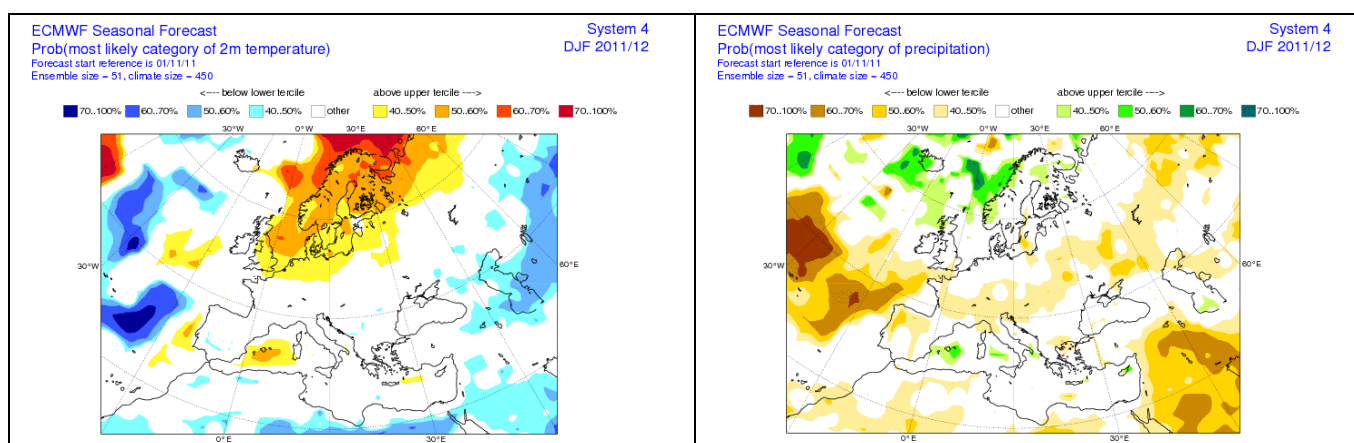 ECMWF Seasonal Forecast
System 4
Prob(most likely category of 2m temperature)
DJF 2011/12
Forecast start reference is 01/11/11
Ensemble size = 51, climate size = 450
<---- below lower tercile
above upper tercile ---->
70..100% 60..70% 50..60% 40..50% other 40..50% 50..60% 60..70% 70..100%
30°W 0°W 30°E 60°E
30°W
60°E
0°E 30°E
ECMWF Seasonal Forecast
System 4
Prob(most likely category of precipitation)
DJF 2011/12
Forecast start reference is 01/11/11
Ensemble size = 51, climate size = 450
<---- below lower tercile
above upper tercile ---->
70..100% 60..70% 50..60% 40..50% other 40..50% 50..60% 60..70% 70..100%
30°W 0°W 30°E 60°E
30°W
60°E
0°E 30°E